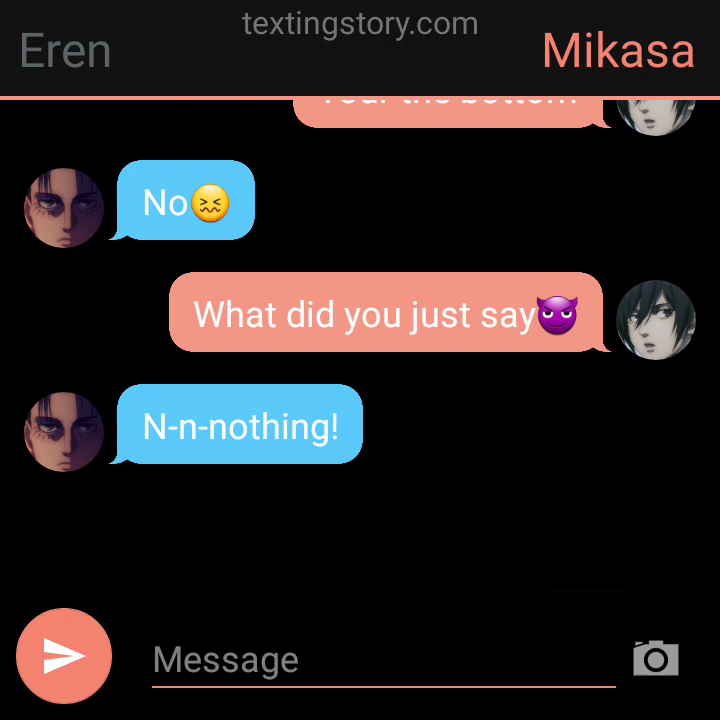 textingstory.com
Eren
Mikasa
No😖
What did you just say😈
N-n-nothing!
Message